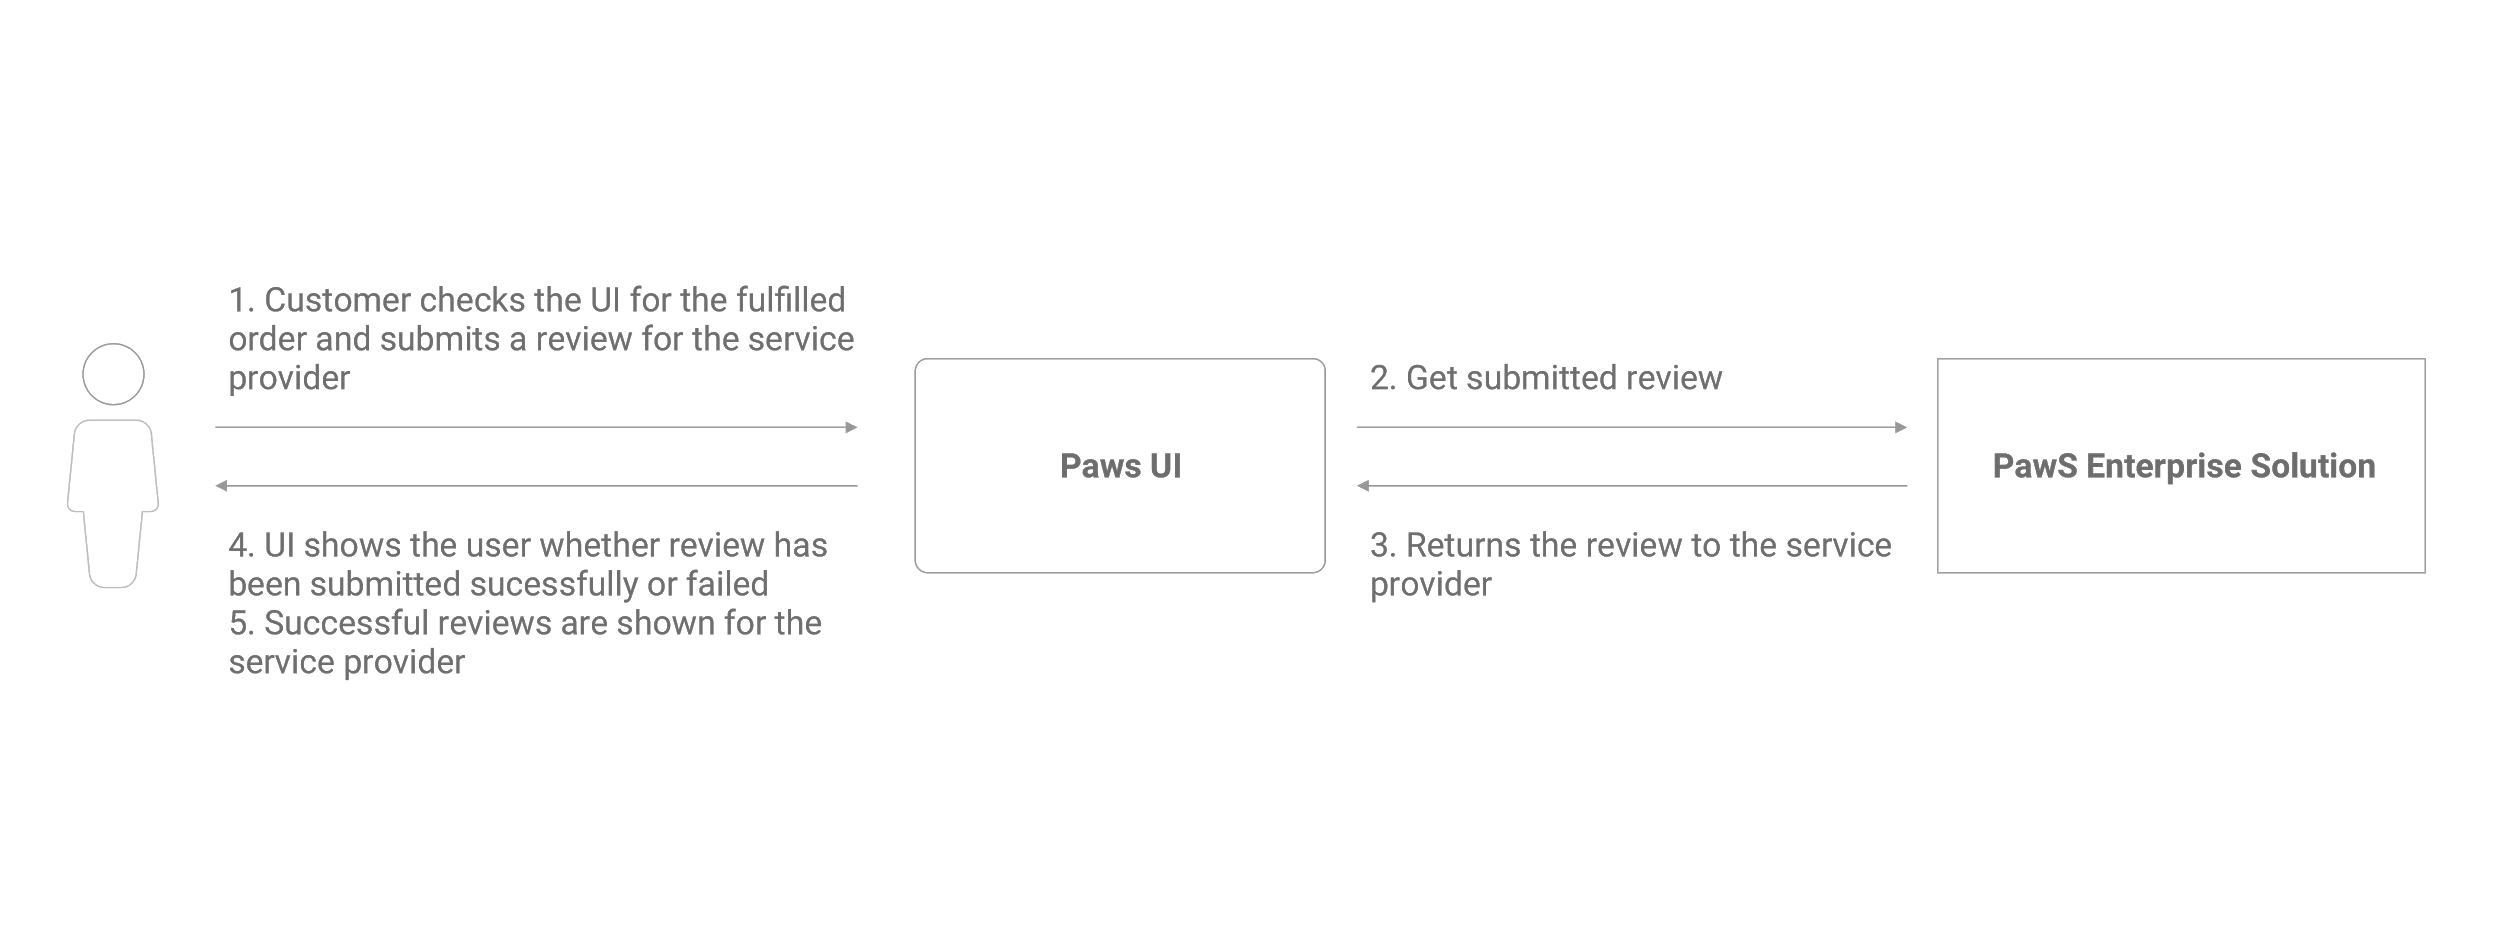 1. Customer checks the UI for the fulfilled
order and submits a review for the service
provider
Paws UI
2. Get submitted review
PawS Enterprise Solution
4. UI shows the user whether review has
been submitted sucessfully or failed
5. Successful reviews are shown for the
service provider
3. Returns the review to the service
provider